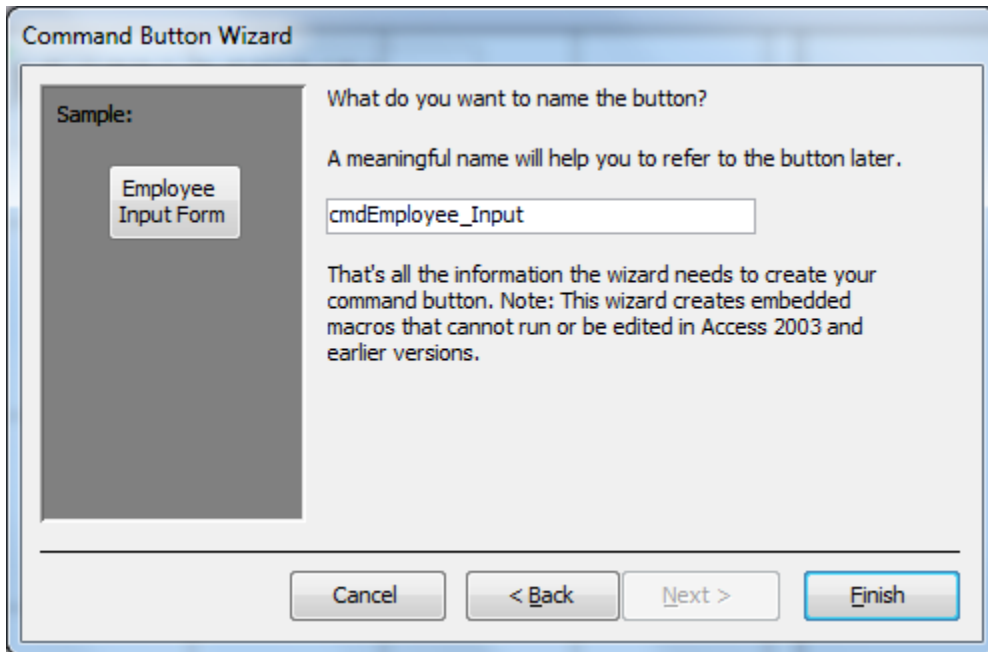 Command Button Wizard
Sample:
Employee
Input Form
What do you want to name the button?
A meaningful name will help you to refer to the button later.
cmdEmployee_Input
That's all the information the wizard needs to create your
command button. Note: This wizard creates embedded
macros that cannot run or be edited in Access 2003 and
earlier versions.
Cancel
< Back
Next >
Finish